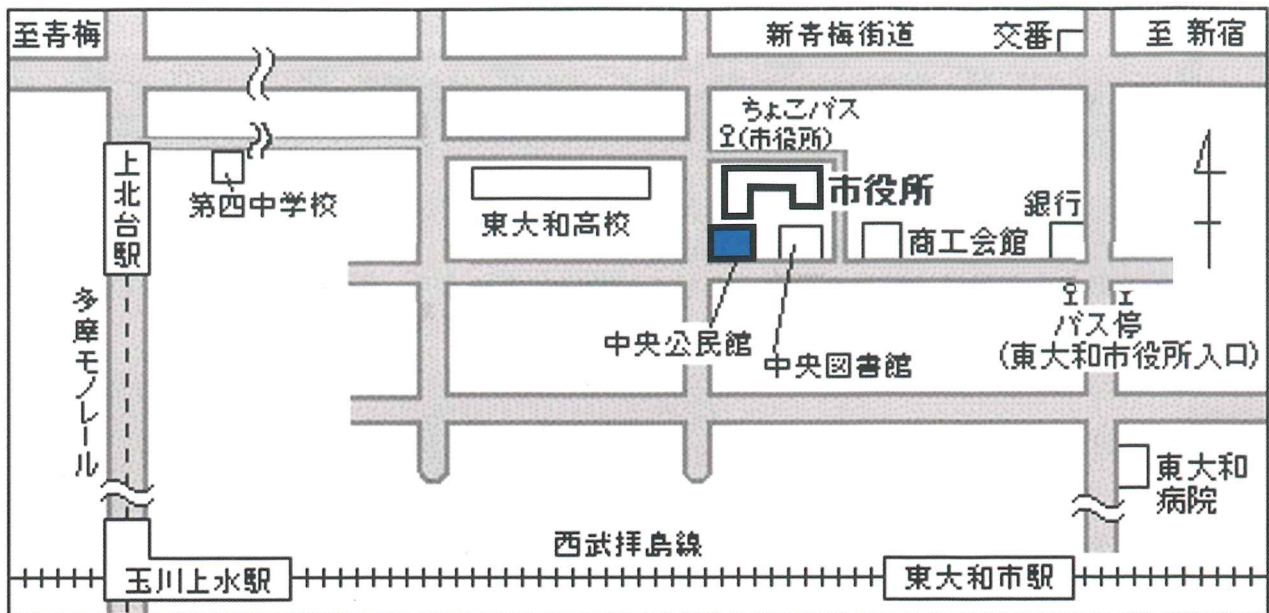 至青梅
新青梅街道
交番
至 新宿
ちょこバス
(市役所)
上北台駅
第四中学校
東大和高校
市役所
銀行
商工会館
多摩モノレール
中央公民館
中央図書館
バス停
(東大和市役所入口)
東大和
病院
西武拝島線
玉川上水駅
東大和市駅